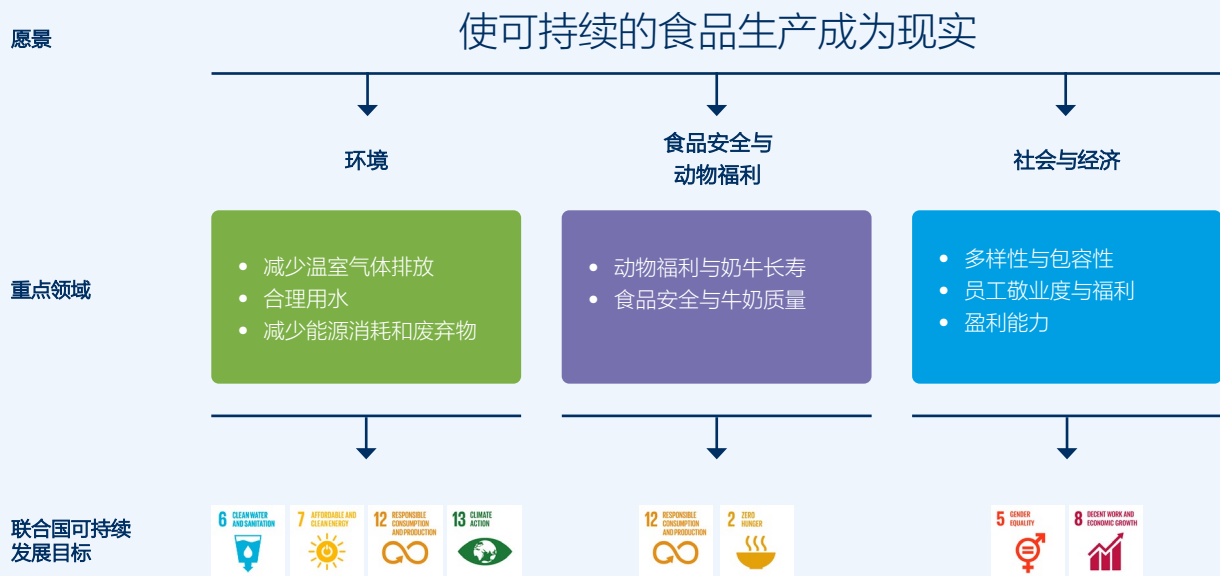 愿景
使可持续的食品生产成为现实
环境
食品安全与
动物福利
社会与经济
重点领域
• 减少温室气体排放
• 合理用水
• 减少能源消耗和废弃物
• 动物福利与奶牛长寿
• 食品安全与牛奶质量
• 多样性与包容性
• 员工敬业度与福利
• 盈利能力
联合国可持续
发展目标
6 CLEAN WATER
AND SANITATION
7 AFFORDABLE AND
CLEAN ENERGY
12 RESPONSIBLE
CONSUMPTION
AND PRODUCTION
13 CLIMATE
ACTION
12 RESPONSIBLE
CONSUMPTION
AND PRODUCTION
2 ZERO
HUNGER
5 GENDER
EQUALITY
8 DECENT WORK AND
ECONOMIC GROWTH